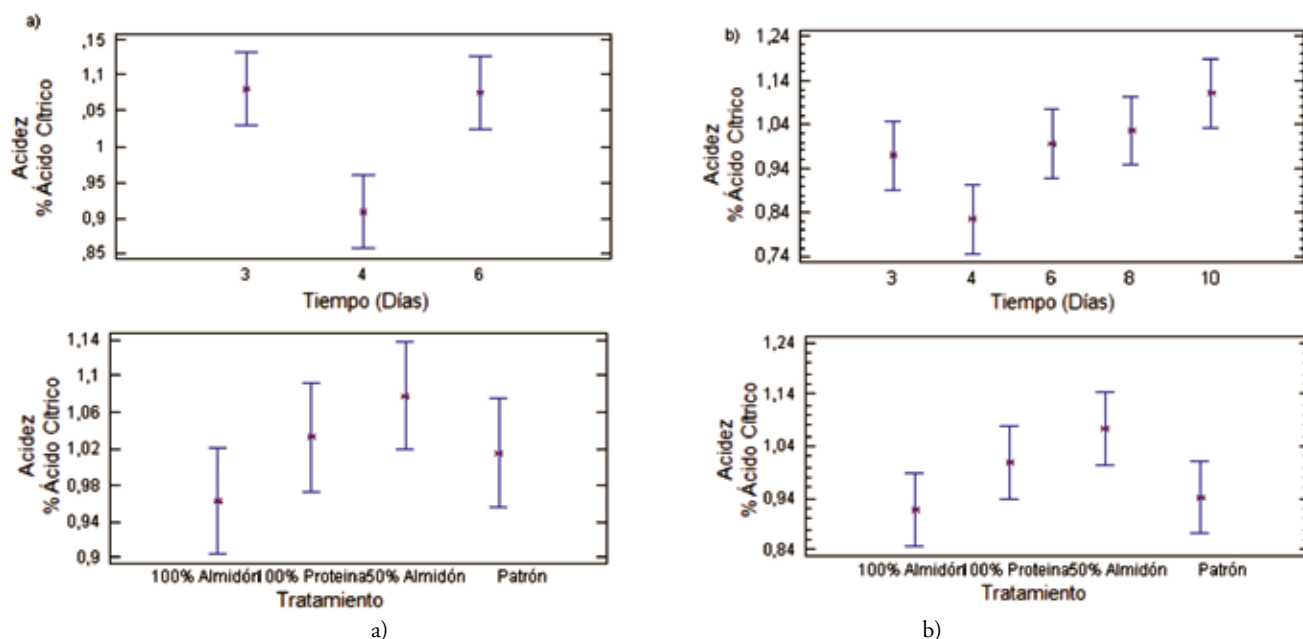 a)
,15
1,1
,05
1
,95
0,9
,85
Acidez
% Ácido Cítrico
3 4 6
Tiempo (Días)
b)
1,24
1,14
1,04
0,94
0,84
0,74
Acidez
% Ácido Cítrico
3 4 6 8 10
Tiempo (Días)
1,14
1,1
1,06
1,02
0,98
0,94
0,9
Acidez
% Ácido Cítrico
100% Almidón 100% Proteina 50% Almidón Patrón
Tratamiento
a)
1,24
1,14
1,04
0,94
0,84
Acidez
% Ácido Cítrico
100% Almidón 100% Proteina 50% Almidón Patrón
Tratamiento
b)